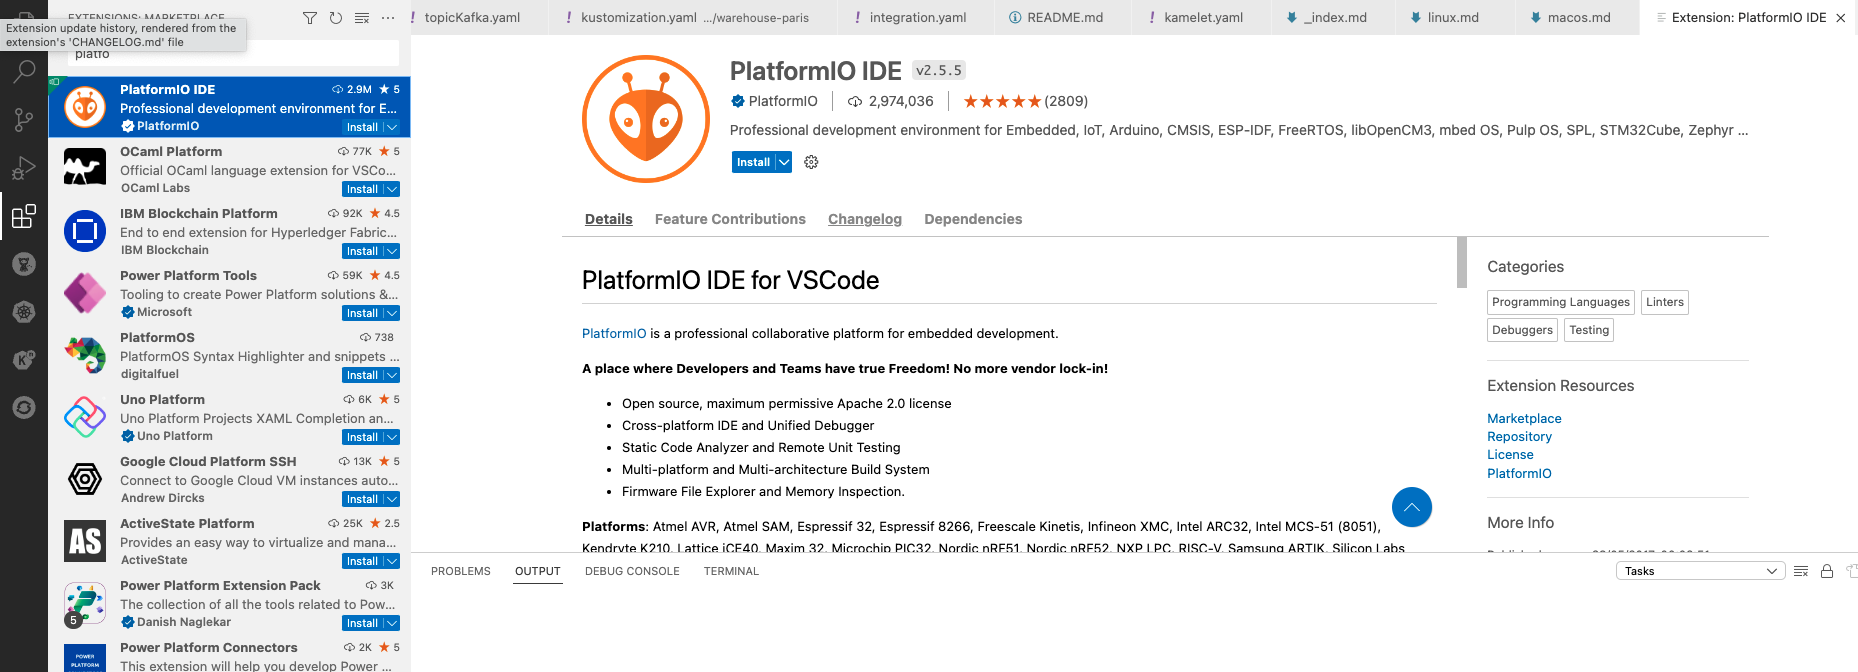 EXTENSIONS: MARKETPLACE
Extension update history, rendered from the
extension's 'CHANGELOG.md' file
platfo
PlatformIO IDE 2.9M ★ 5
Professional development environment for E...
PlatformIO Install
OCaml Platform 77K ★ 5
Official OCaml language extension for VSCo...
OCaml Labs Install
IBM Blockchain Platform 92K ★ 4.5
End to end extension for Hyperledger Fabric...
IBM Blockchain Install
Power Platform Tools 59K ★ 4.5
Tooling to create Power Platform solutions &...
Microsoft Install
PlatformOS 738
PlatformOS Syntax Highlighter and snippets ...
digitalfuel Install
Uno Platform 6K ★ 5
Uno Platform Projects XAML Completion an...
Uno Platform Install
Google Cloud Platform SSH 13K ★ 5
Connect to Google Cloud VM instances auto...
Andrew Dircks Install
AS
ActiveState Platform 25K ★ 2.5
Provides an easy way to virtualize and mana...
ActiveState Install
5
Power Platform Extension Pack 3K
The collection of all the tools related to Pow...
Danish Naglekar Install
POWER
PLATFORM
Power Platform Connectors 2K ★ 5
This extension will help you develop Power ...
! topicKafka.yaml ! kustomization.yaml .../warehouse-paris ! integration.yaml README.md ! kamelet.yaml _index.md linux.md macos.md Extension: PlatformIO IDE ×
PlatformIO IDE v2.5.5
PlatformIO 2,974,036 ★★★★★(2809)
Professional development environment for Embedded, IoT, Arduino, CMSIS, ESP-IDF, FreeRTOS, libOpenCM3, mbed OS, Pulp OS, SPL, STM32Cube, Zephyr ...
Install
Details Feature Contributions Changelog Dependencies
PlatformIO IDE for VSCode
PlatformIO is a professional collaborative platform for embedded development.
A place where Developers and Teams have true Freedom! No more vendor lock-in!
• Open source, maximum permissive Apache 2.0 license
• Cross-platform IDE and Unified Debugger
• Static Code Analyzer and Remote Unit Testing
• Multi-platform and Multi-architecture Build System
• Firmware File Explorer and Memory Inspection.
Platforms: Atmel AVR, Atmel SAM, Espressif 32, Espressif 8266, Freescale Kinetis, Infineon XMC, Intel ARC32, Intel MCS-51 (8051),
Kendryte K210, Lattice iCE40, Maxim 32, Microchip PIC32, Nordic nRF51, Nordic nRF52, NXP LPC, RISC-V, Samsung ARTIK, Silicon Labs
Categories
Programming Languages Linters
Debuggers Testing
Extension Resources
Marketplace
Repository
License
PlatformIO
More Info
PROBLEMS OUTPUT DEBUG CONSOLE TERMINAL
Tasks